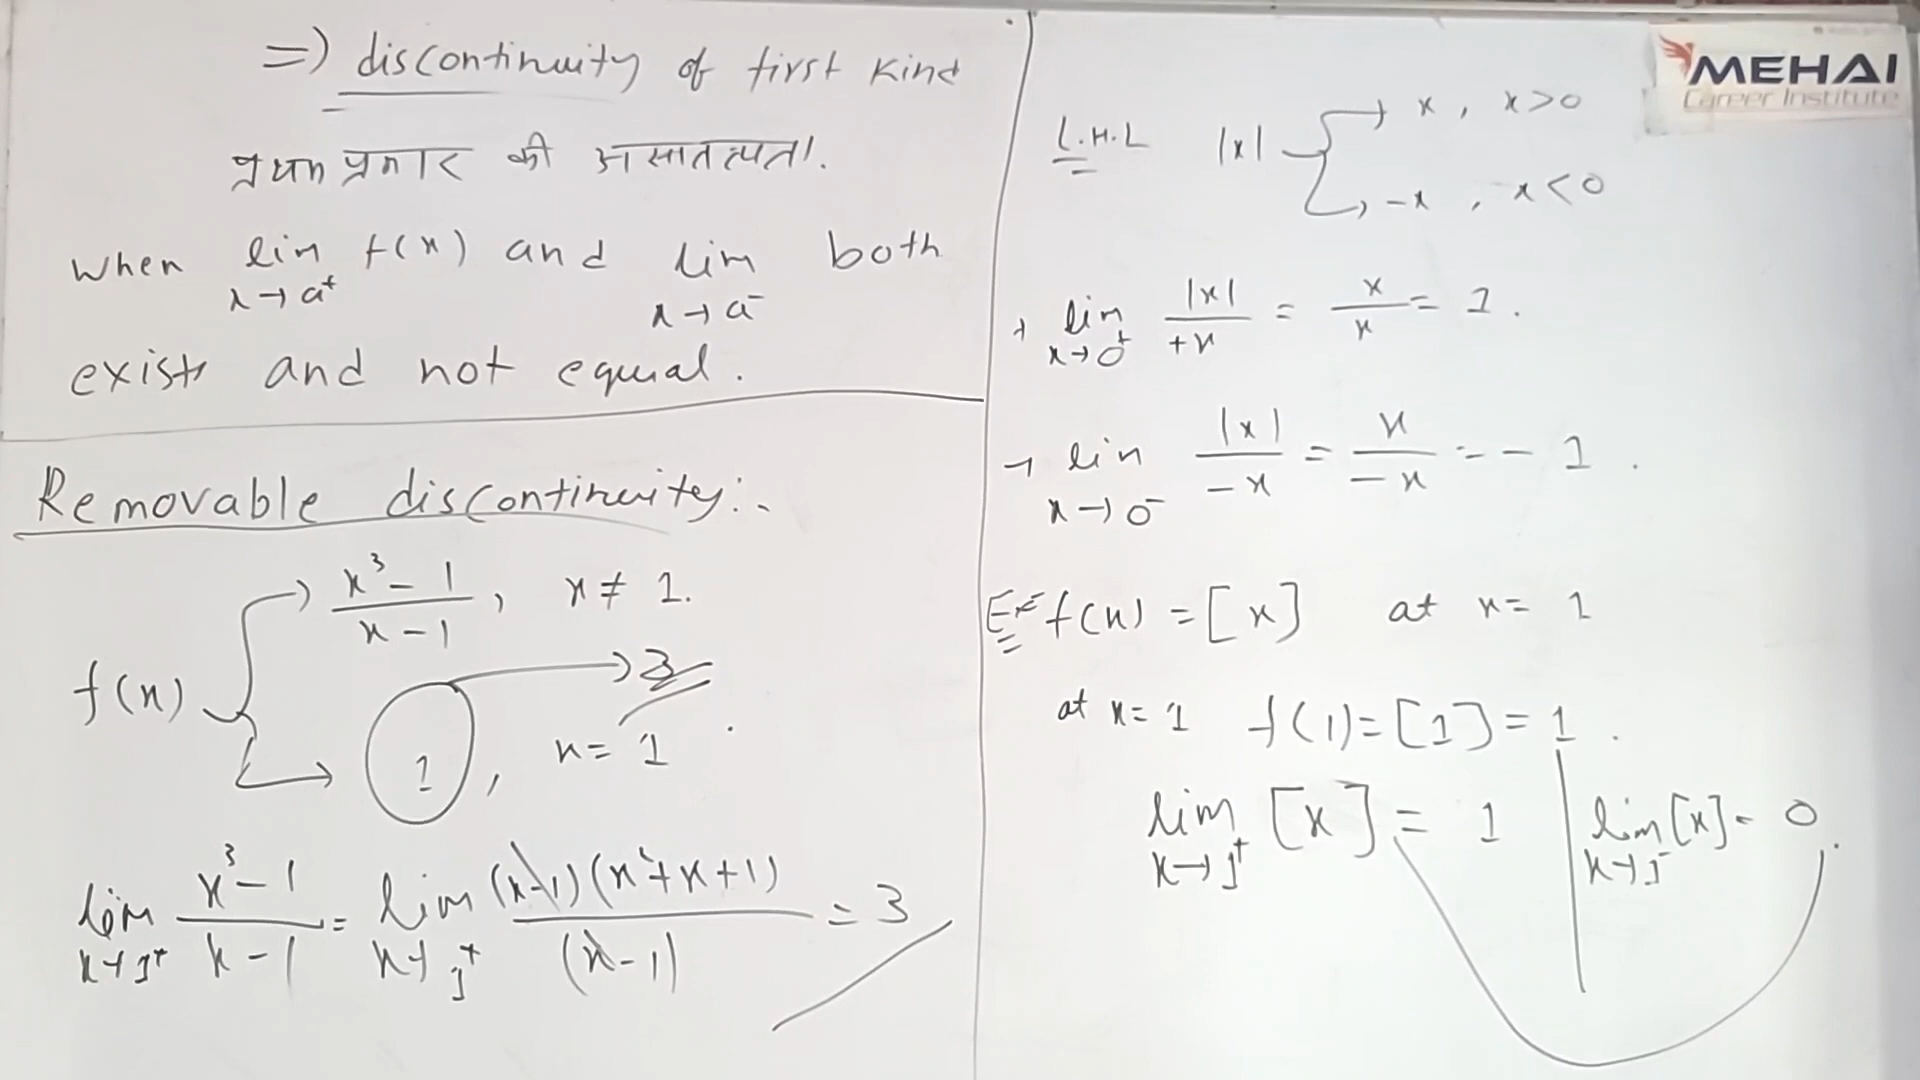 => discontinuity of first kind
प्रथम प्रकार की असातत्यता.
when lim x→a⁺ f(x) and lim x→a⁻ both
exists and not equal.
Removable discontinuity:-
f(x) → (x³-1)/(x-1), x ≠ 1.
→ 3
→ 1, x = 1
lim x→1⁺ (x³-1)/(x-1) = lim x→1⁺ (x-1)(x²+x+1)/(x-1) = 3
MEHAI
Career Institute
L.H.L |x| → x, x>0
→ -x, x<0
→ lim x→0⁺ |x|/+x = x/x = 1.
→ lim x→0⁻ |x|/-x = x/-x = -1.
Ex f(x) = [x] at x = 1
at x = 1 f(1) = [1] = 1.
lim x→1⁺ [x] = 1 | lim x→1⁻ [x] = 0.